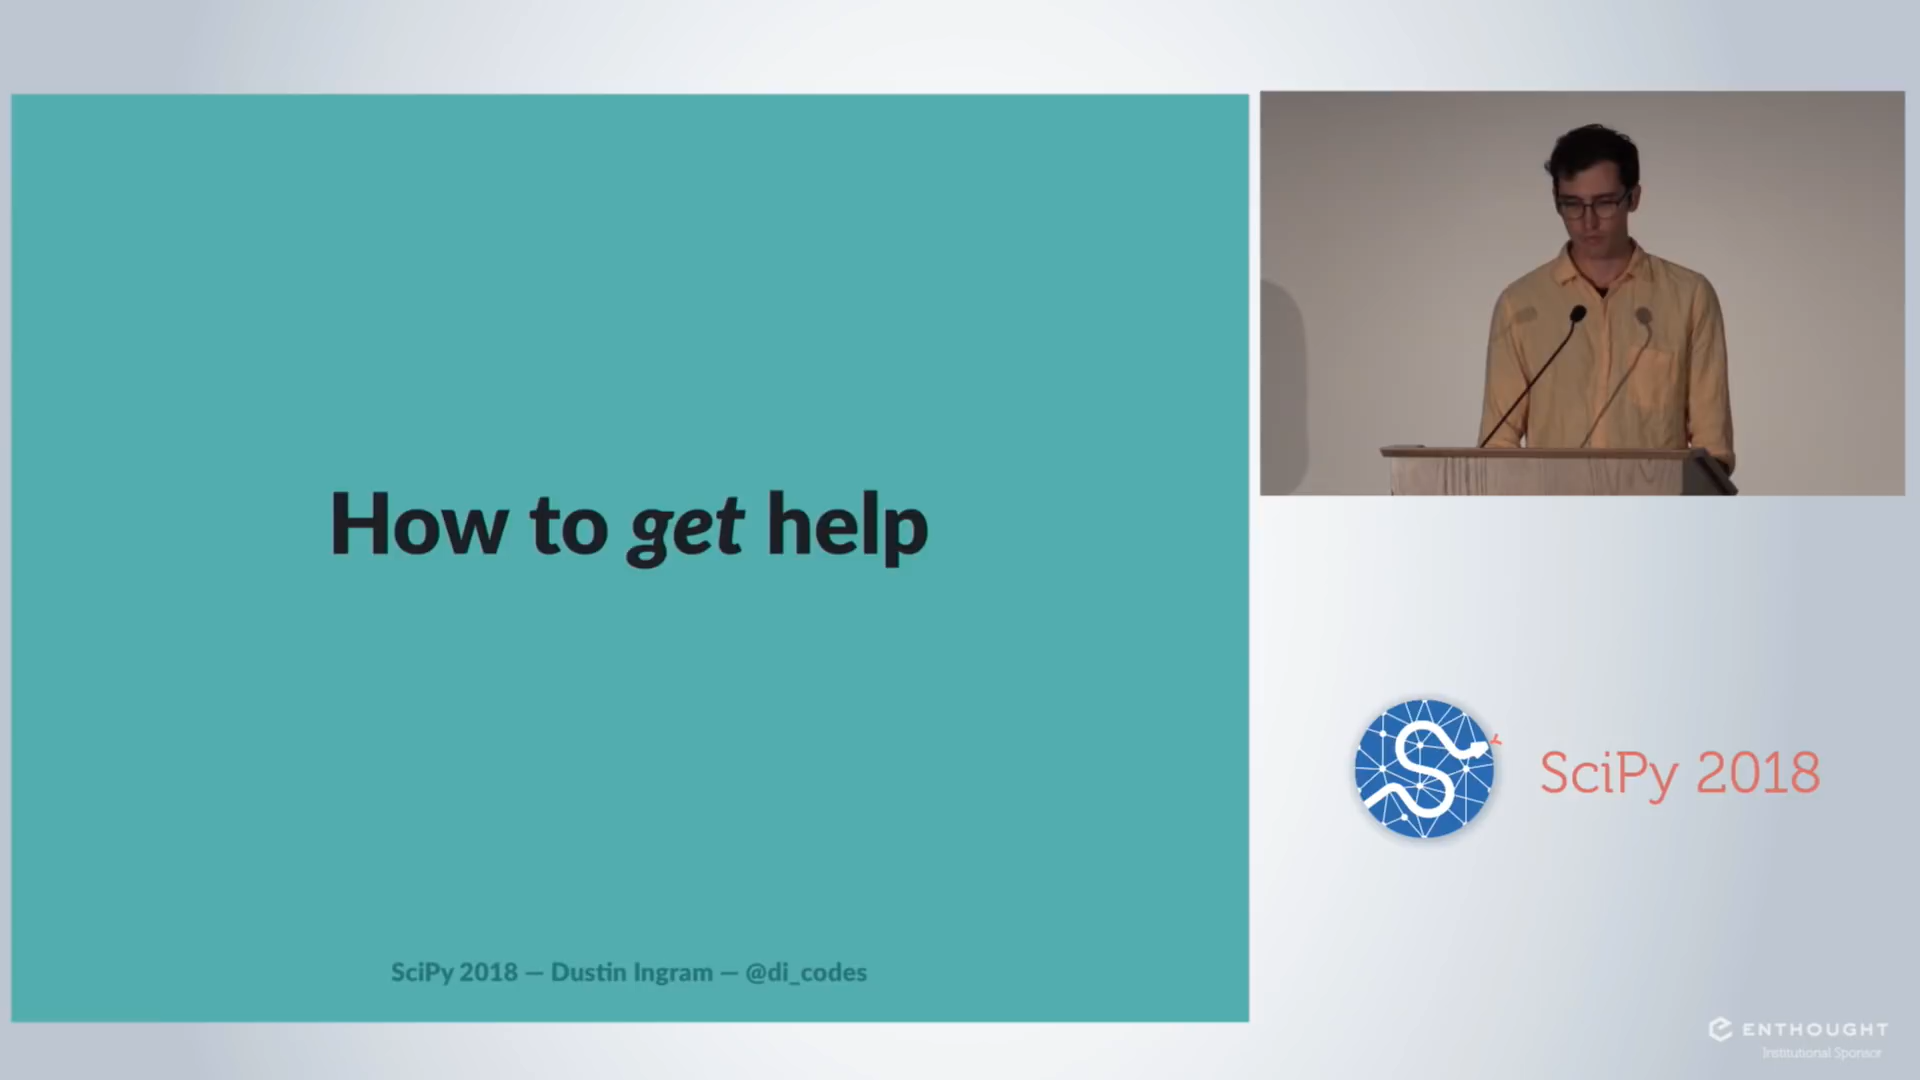 How to get help
SciPy 2018 — Dustin Ingram — @di_codes
SciPy 2018
ENTHOUGHT
Institutional Sponsor